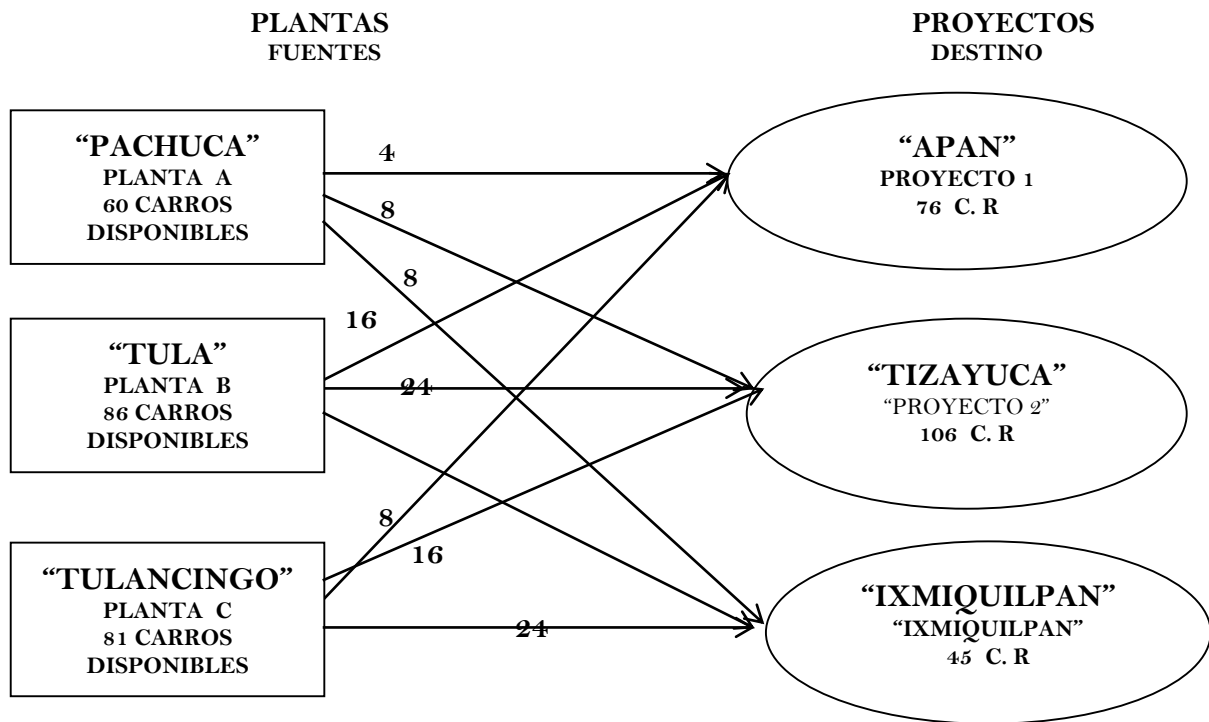 PLANTAS
FUENTES
PROYECTOS
DESTINO
“PACHUCA”
PLANTA A
60 CARROS
DISPONIBLES
4
8
8
“APAN”
PROYECTO 1
76 C. R
“TULA”
PLANTA B
86 CARROS
DISPONIBLES
16
24
“TIZAYUCA”
“PROYECTO 2”
106 C. R
“TULANCINGO”
PLANTA C
81 CARROS
DISPONIBLES
8
16
24
“IXMIQUILPAN”
“IXMIQUILPAN”
45 C. R